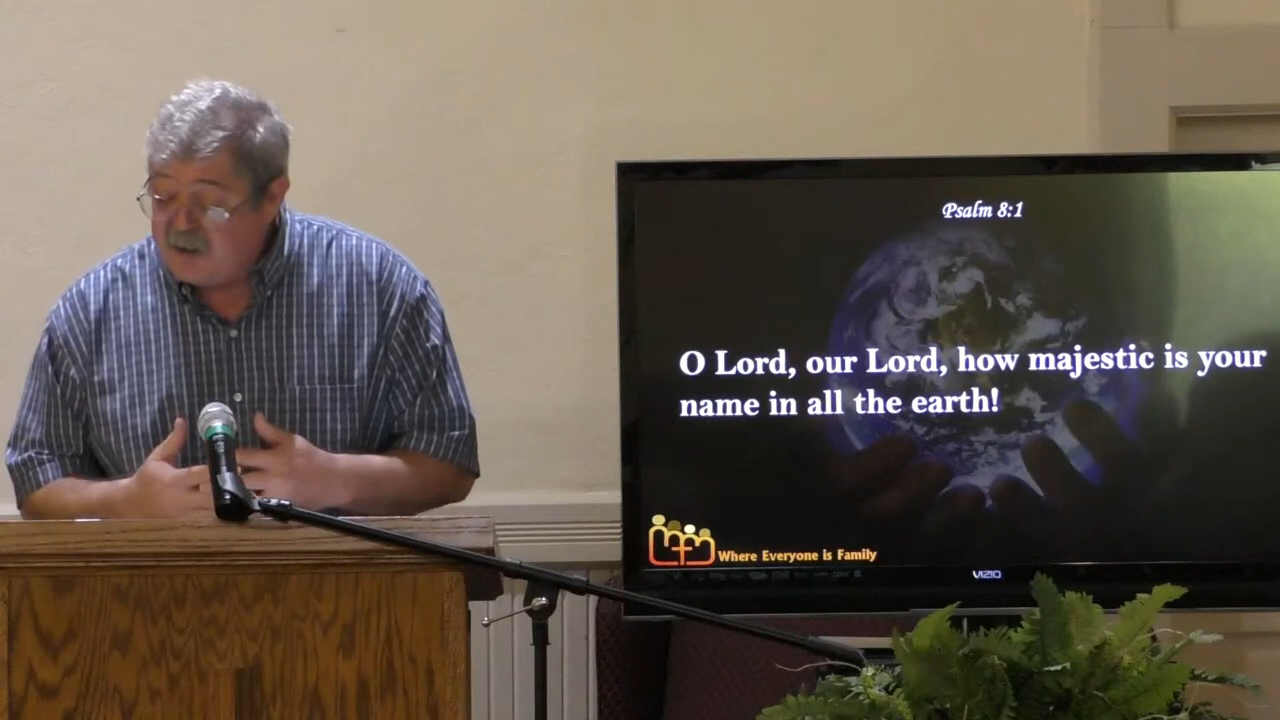 Psalm 8:1
O Lord, our Lord, how majestic is your
name in all the earth!
Where Everyone is Family
VIZIO